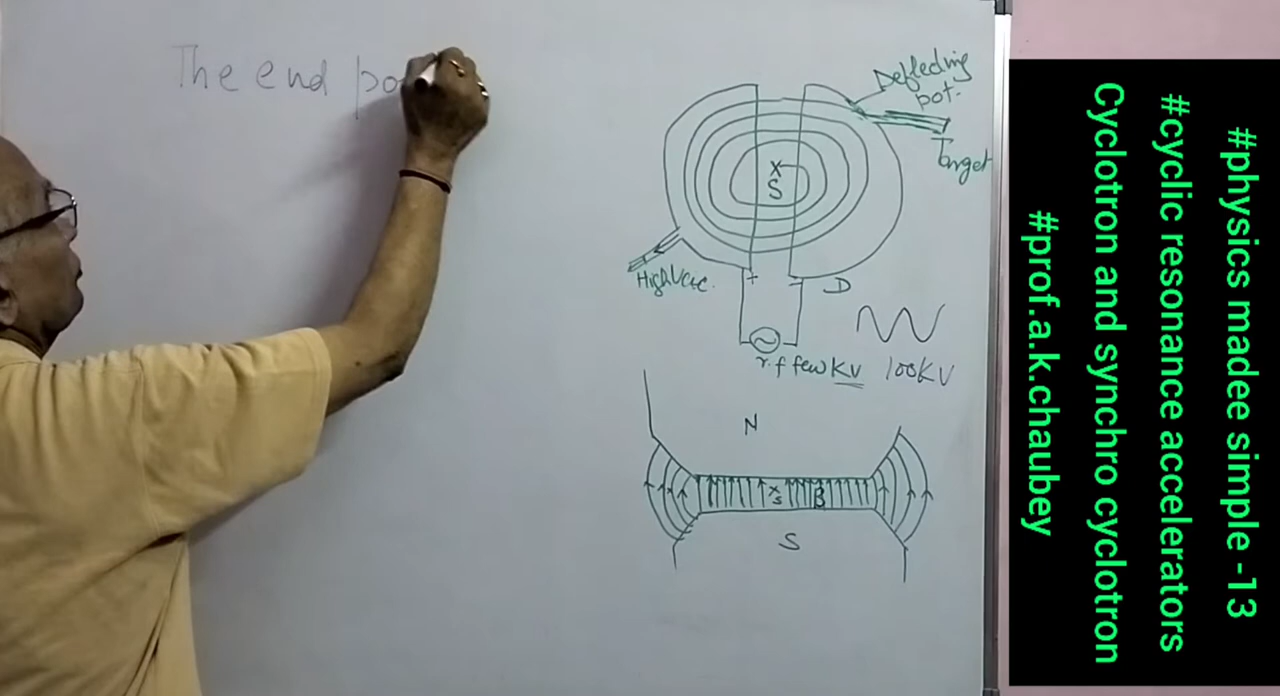 The end po
Deflecting
pot.
Target
x
S
High Vac.
+
-
D
r.f few KV
100KV
N
x
s
B
S
#physics madee simple -13
#cyclic resonance accelerators
Cyclotron and synchro cyclotron
#prof.a.k.chaubey